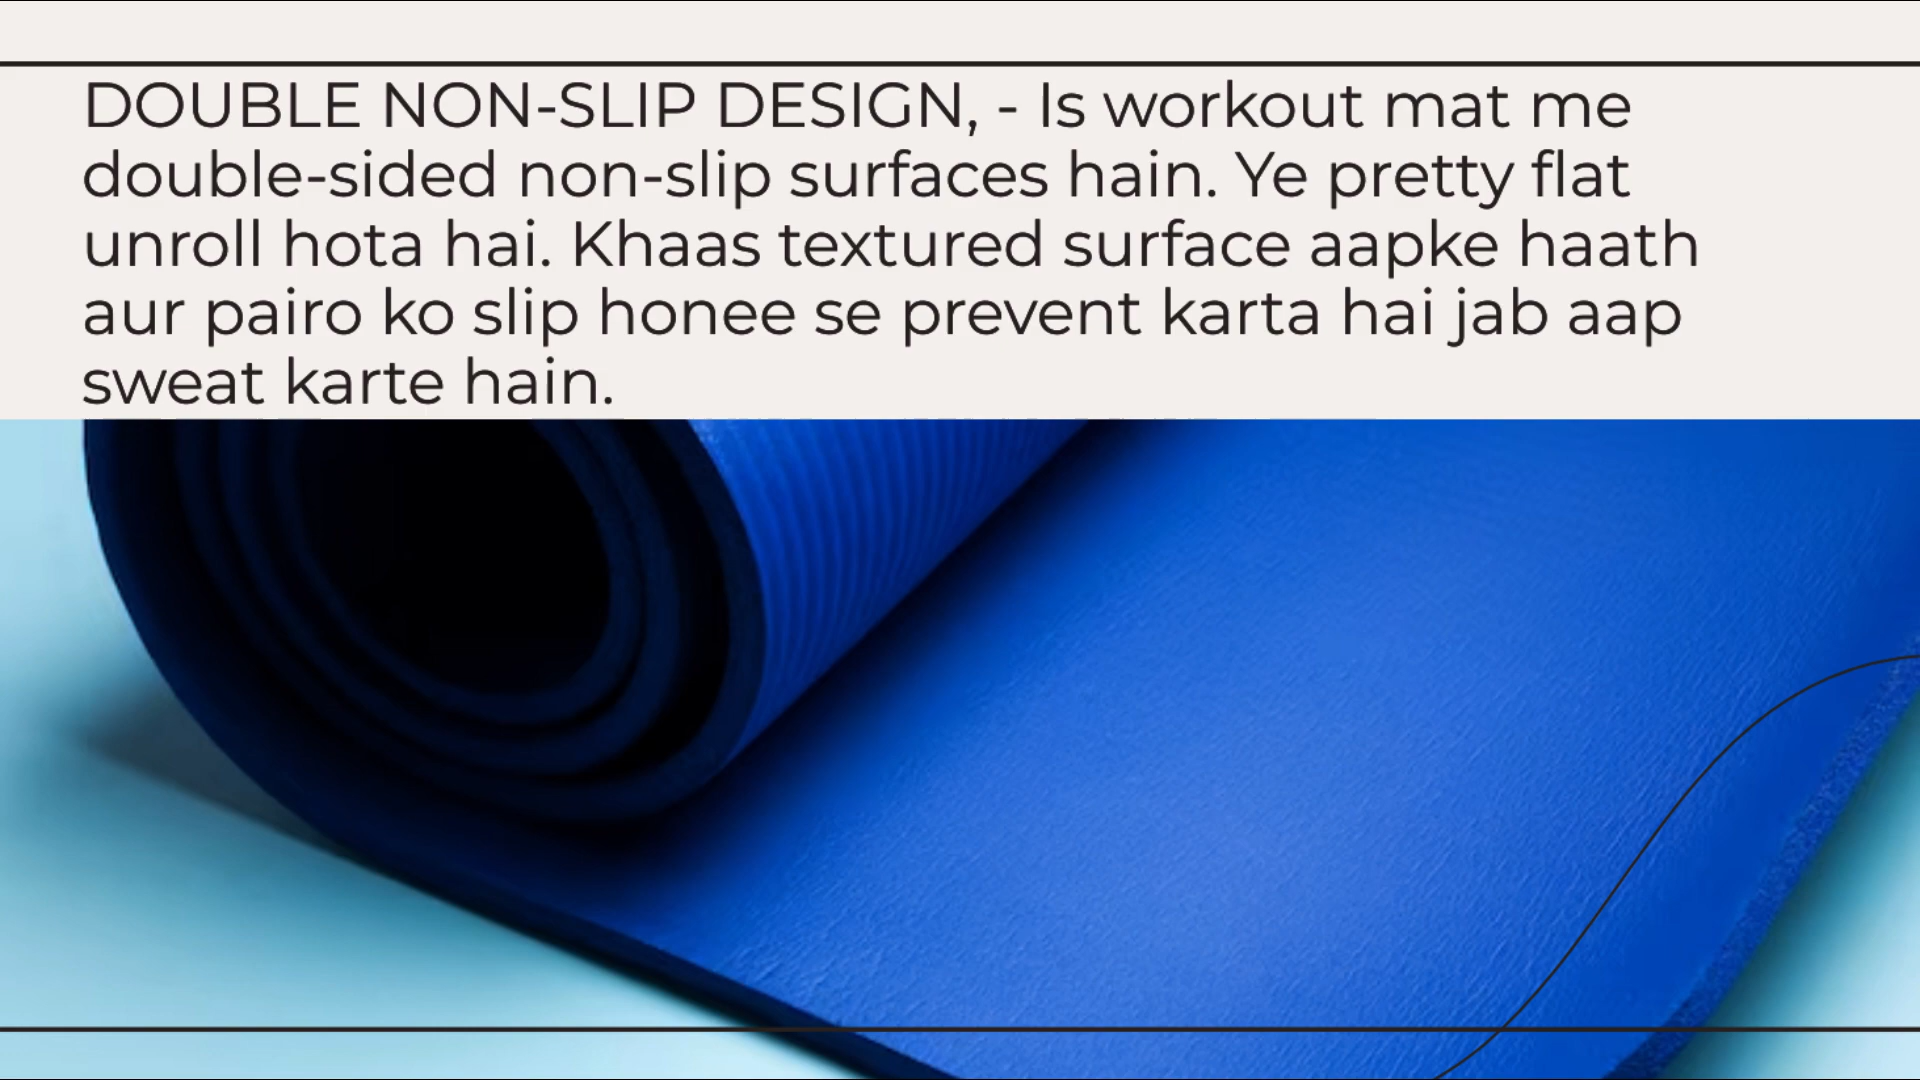 DOUBLE NON-SLIP DESIGN, - Is workout mat me
double-sided non-slip surfaces hain. Ye pretty flat
unroll hota hai. Khaas textured surface aapke haath
aur pairo ko slip honee se prevent karta hai jab aap
sweat karte hain.